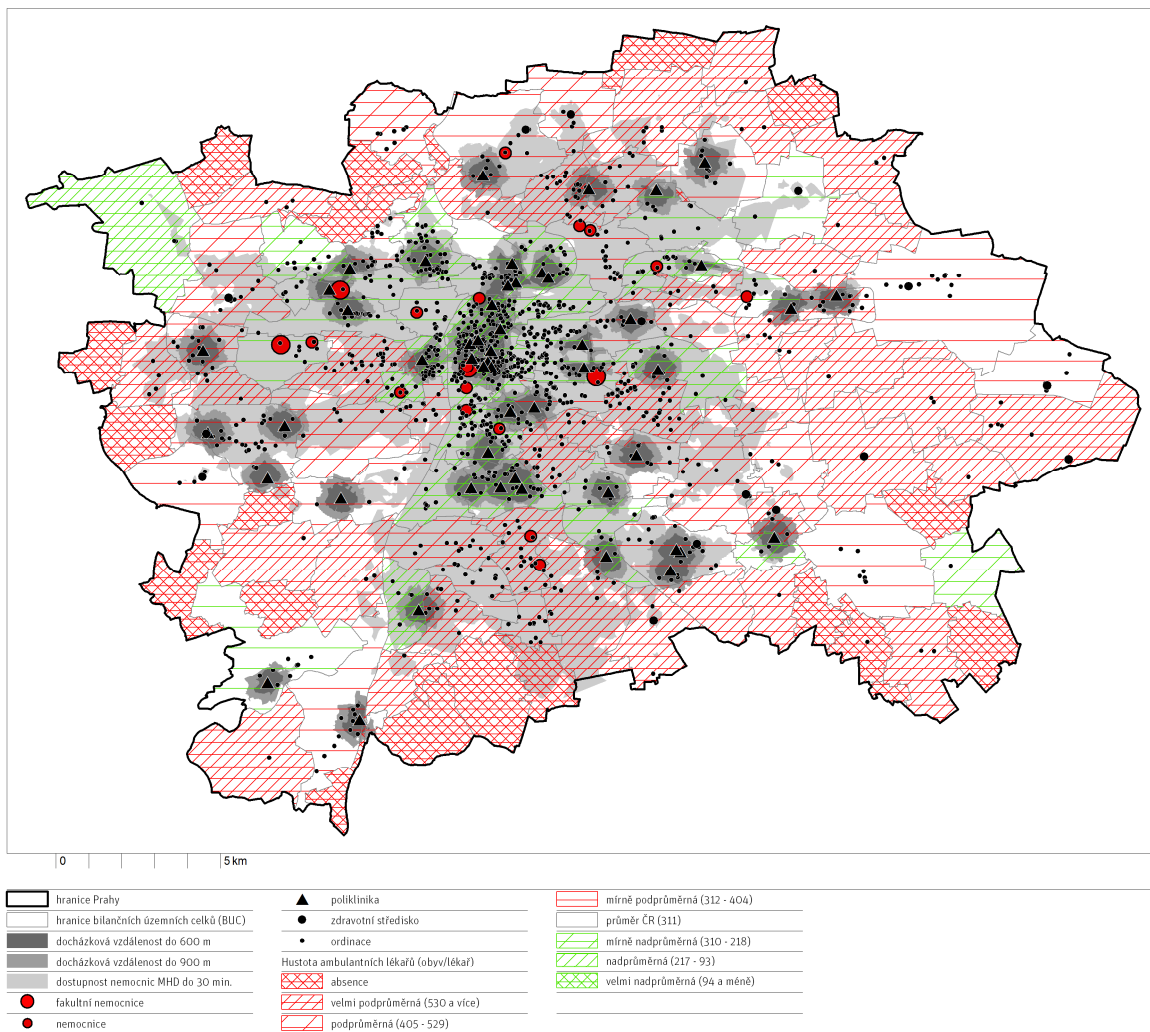 0 5 km
hranice Prahy
hranice bilančních územních celků (BUC)
docházková vzdálenost do 600 m
docházková vzdálenost do 900 m
dostupnost nemocnic MHD do 30 min.
fakultní nemocnice
nemocnice
poliklinika
zdravotní středisko
ordinace
Hustota ambulantních lékařů (obyv/lékař)
absence
velmi podprůměrná (530 a více)
podprůměrná (405 - 529)
mírně podprůměrná (312 - 404)
průměr ČR (311)
mírně nadprůměrná (310 - 218)
nadprůměrná (217 - 93)
velmi nadprůměrná (94 a méně)